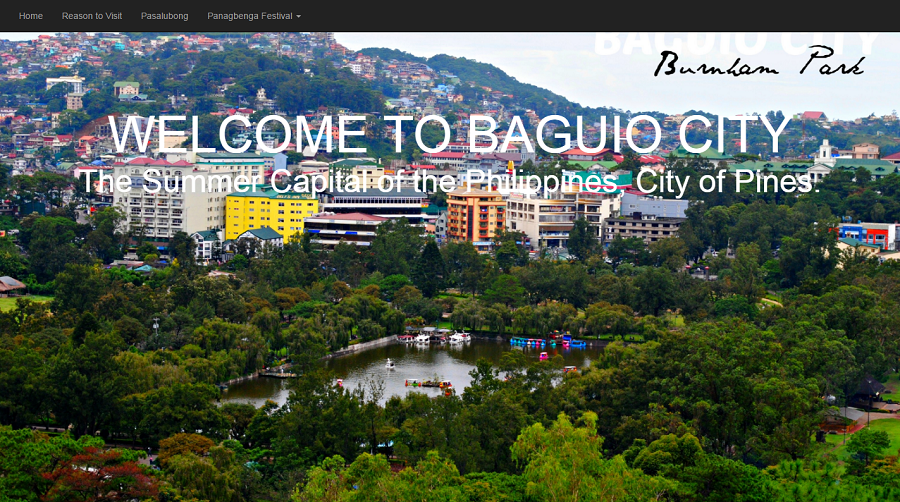 Home Reason to Visit Pasalubong Panagbenga Festival
BAGUIO CITY
Burnham Park
WELCOME TO BAGUIO CITY
The Summer Capital of the Philippines. City of Pines.